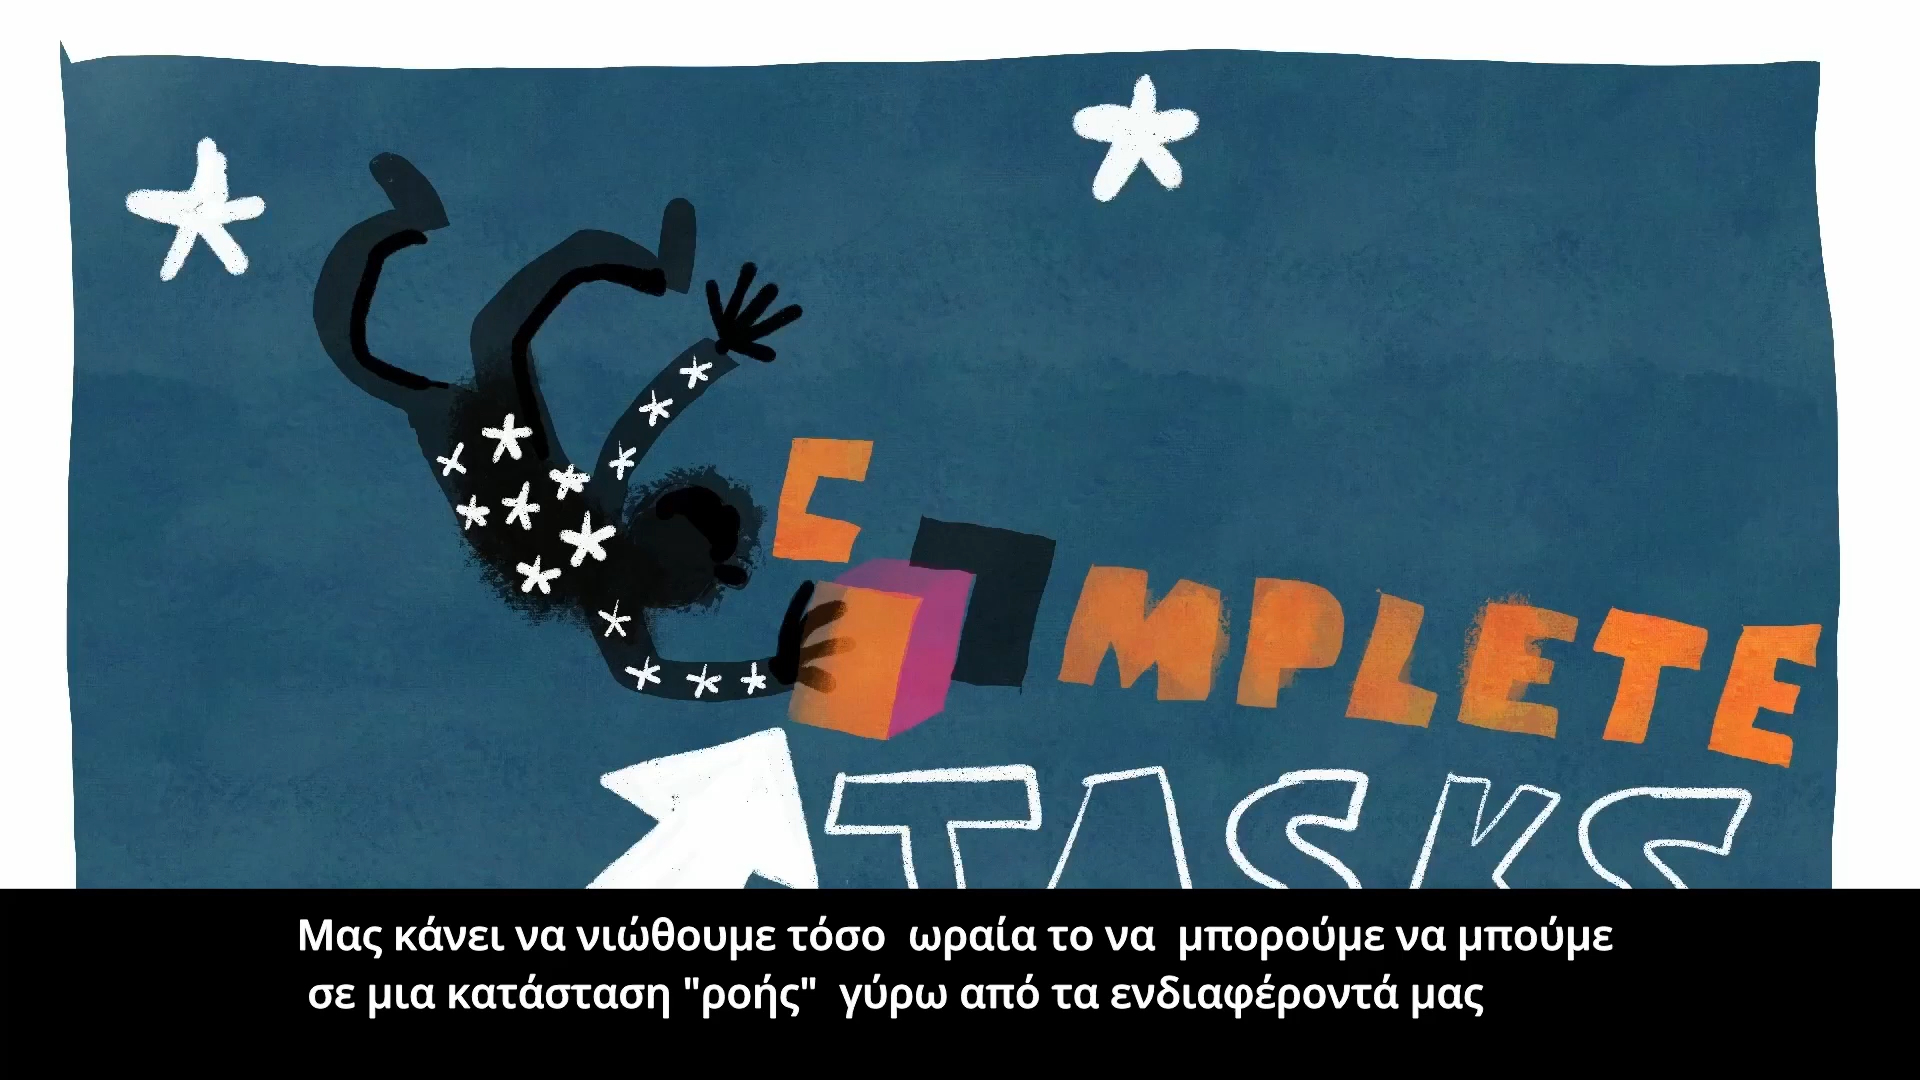 C MPLETE
TASKS
Μας κάνει να νιώθουμε τόσο  ωραία το να  μπορούμε να μπούμε
σε μια κατάσταση "ροής"  γύρω από τα ενδιαφέροντά μας